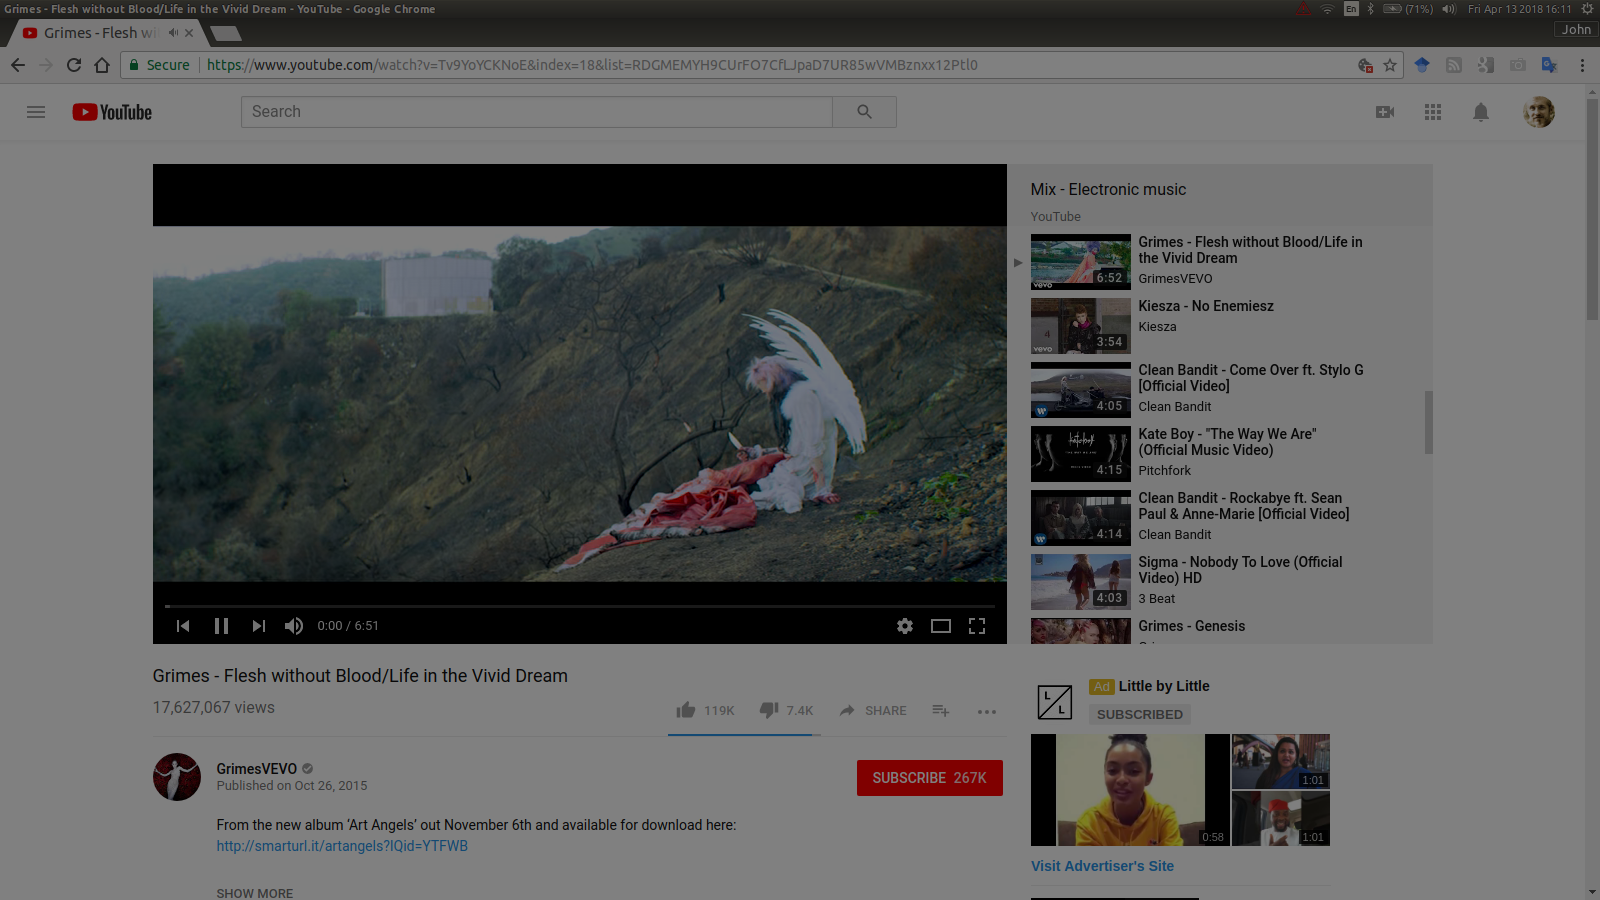 Grimes - Flesh without Blood/Life in the Vivid Dream - YouTube - Google Chrome
En
(71%)
Fri Apr 13 2018 16:11
Grimes - Flesh wi
John
Secure
https://www.youtube.com/watch?v=Tv9YoYCKNoE&index=18&list=RDGMEMYH9CUrFO7CfLJpaD7UR85wVMBznxx12Ptl0
YouTube
Search
Mix - Electronic music
YouTube
Grimes - Flesh without Blood/Life in
the Vivid Dream
GrimesVEVO
6:52
vevo
Kiesza - No Enemiesz
Kiesza
3:54
vevo
Clean Bandit - Come Over ft. Stylo G
[Official Video]
Clean Bandit
4:05
Kate Boy - "The Way We Are"
(Official Music Video)
Pitchfork
4:15
Clean Bandit - Rockabye ft. Sean
Paul & Anne-Marie [Official Video]
Clean Bandit
4:14
Sigma - Nobody To Love (Official
Video) HD
3 Beat
4:03
Grimes - Genesis
0:00 / 6:51
Grimes - Flesh without Blood/Life in the Vivid Dream
17,627,067 views
119K
7.4K
SHARE
GrimesVEVO
Published on Oct 26, 2015
SUBSCRIBE 267K
From the new album ‘Art Angels’ out November 6th and available for download here:
http://smarturl.it/artangels?IQid=YTFWB
SHOW MORE
L
L
Ad Little by Little
SUBSCRIBED
0:58
1:01
1:01
Visit Advertiser's Site